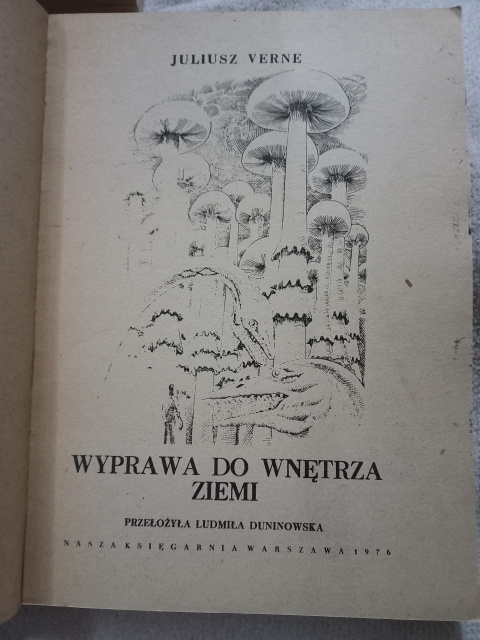 JULIUSZ VERNE
WYPRAWA DO WNĘTRZA
ZIEMI
PRZEŁOŻYŁA LUDMIŁA DUNINOWSKA
NASZA KSIĘGARNIA WARSZAWA 1976